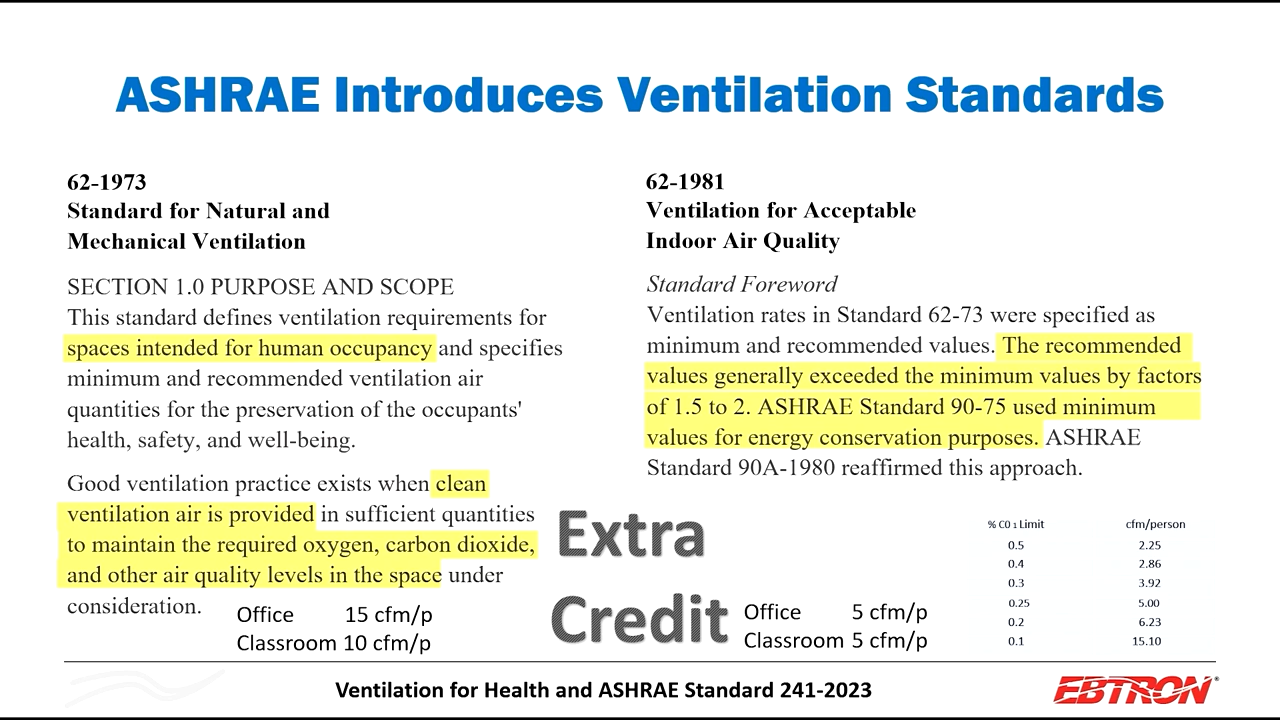 ASHRAE Introduces Ventilation Standards
62-1973
Standard for Natural and
Mechanical Ventilation
SECTION 1.0 PURPOSE AND SCOPE
This standard defines ventilation requirements for
spaces intended for human occupancy and specifies
minimum and recommended ventilation air
quantities for the preservation of the occupants'
health, safety, and well-being.
Good ventilation practice exists when clean
ventilation air is provided in sufficient quantities
to maintain the required oxygen, carbon dioxide,
and other air quality levels in the space under
consideration.
Office 15 cfm/p
Classroom 10 cfm/p
Extra
Credit
62-1981
Ventilation for Acceptable
Indoor Air Quality
Standard Foreword
Ventilation rates in Standard 62-73 were specified as
minimum and recommended values. The recommended
values generally exceeded the minimum values by factors
of 1.5 to 2. ASHRAE Standard 90-75 used minimum
values for energy conservation purposes. ASHRAE
Standard 90A-1980 reaffirmed this approach.
Office 5 cfm/p
Classroom 5 cfm/p
% C0 1 Limit cfm/person
0.5 2.25
0.4 2.86
0.3 3.92
0.25 5.00
0.2 6.23
0.1 15.10
Ventilation for Health and ASHRAE Standard 241-2023
EBTRON®